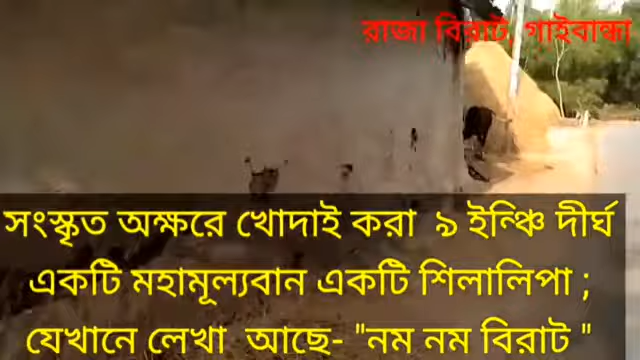 রাজা বিরাট, গাইবান্ধা
সংস্কৃত অক্ষরে খোদাই করা ৯ ইঞ্চি দীর্ঘ
একটি মহামূল্যবান একটি শিলালিপা ;
যেখানে লেখা আছে- "নম নম বিরাট "